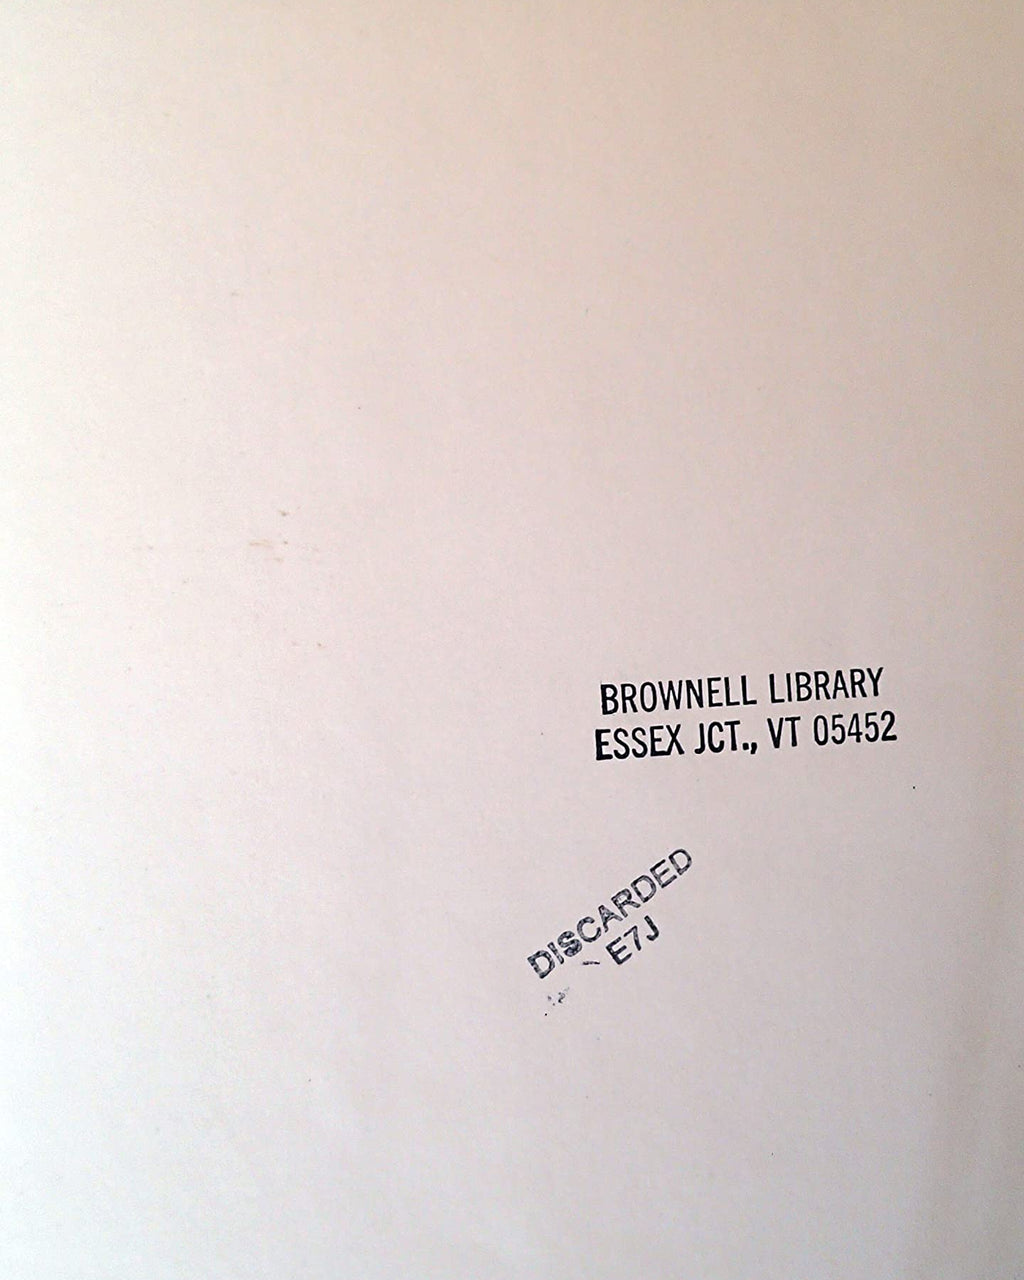 BROWNELL LIBRARY
ESSEX JCT., VT 05452
DISCARDED
E7J